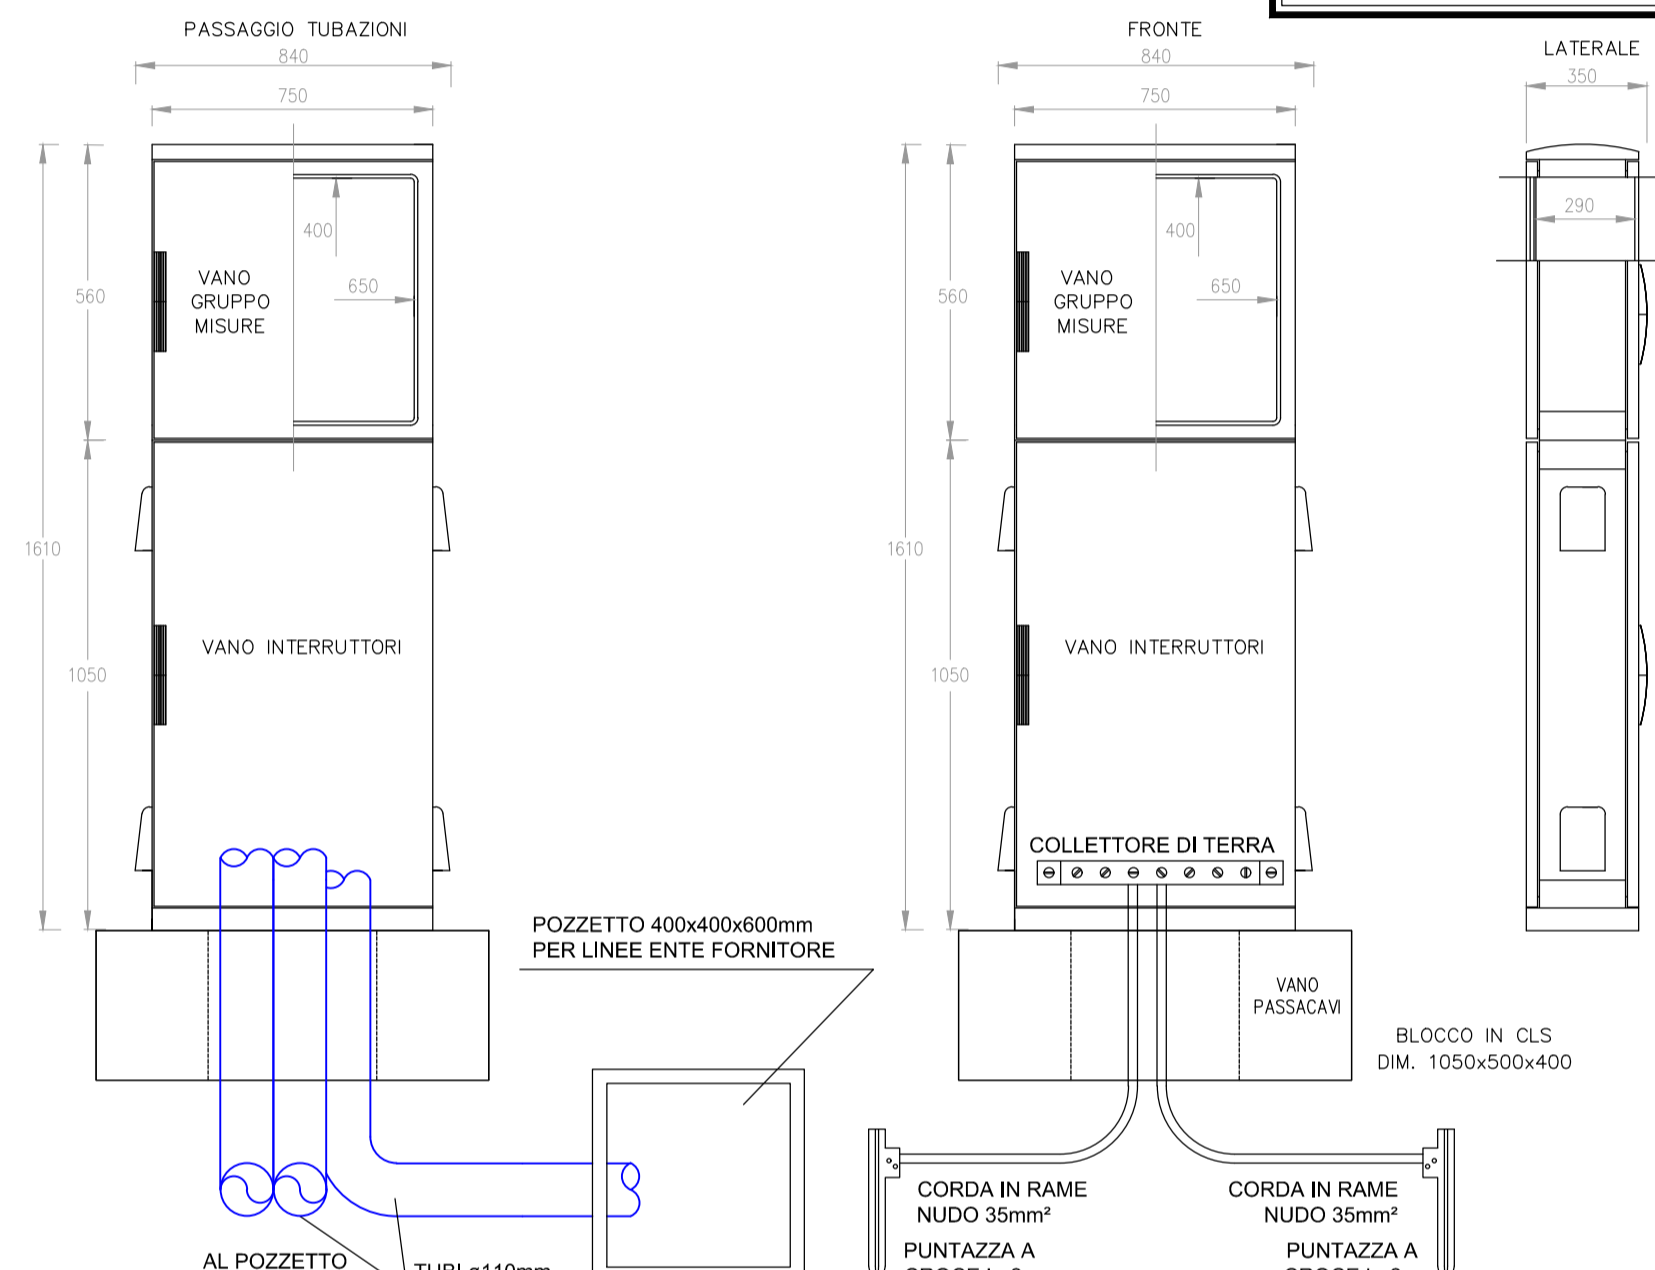 PASSAGGIO TUBAZIONI
840
750
1610
560
1050
400
650
VANO
GRUPPO
MISURE
VANO INTERRUTTORI
POZZETTO 400x400x600mm
PER LINEE ENTE FORNITORE
AL POZZETTO
TUBI ø110mm
FRONTE
840
750
1610
560
1050
400
650
VANO
GRUPPO
MISURE
VANO INTERRUTTORI
COLLETTORE DI TERRA
VANO
PASSACAVI
BLOCCO IN CLS
DIM. 1050x500x400
CORDA IN RAME
NUDO 35mm²
PUNTAZZA A
CORDA IN RAME
NUDO 35mm²
PUNTAZZA A
LATERALE
350
290